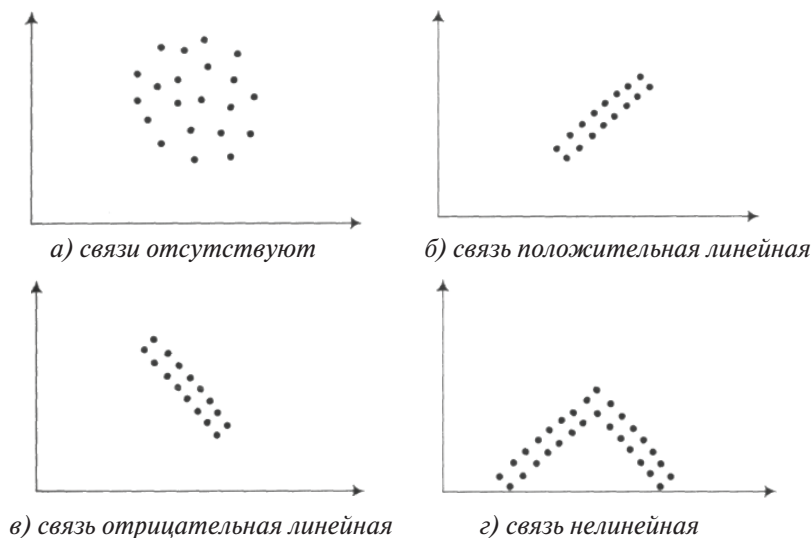 а) связи отсутствуют
б) связь положительная линейная
в) связь отрицательная линейная
г) связь нелинейная